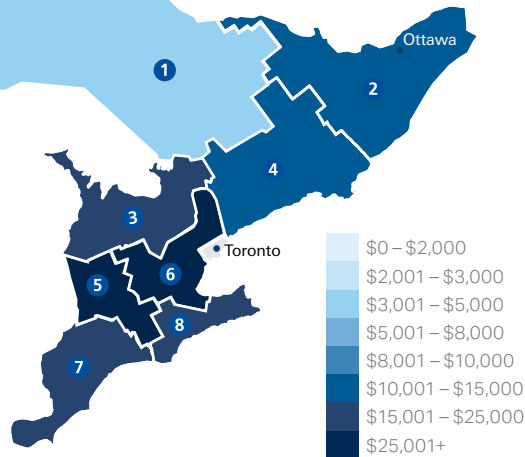 Ottawa
1
2
4
3
Toronto
6
5
8
7
$0 – $2,000
$2,001 – $3,000
$3,001 – $5,000
$5,001 – $8,000
$8,001 – $10,000
$10,001 – $15,000
$15,001 – $25,000
$25,001+